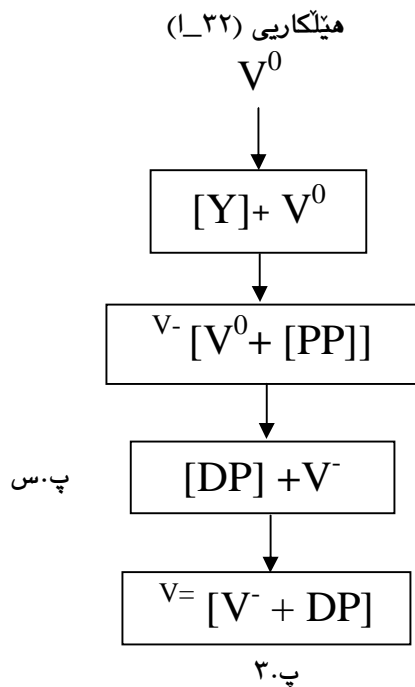 هێڵکاریی (٣٢_ا)
V⁰
[Y]+ V⁰
V- [V⁰+ [PP]]
[DP] +V⁻
پ.س
V= [V⁻ + DP]
پ.٣